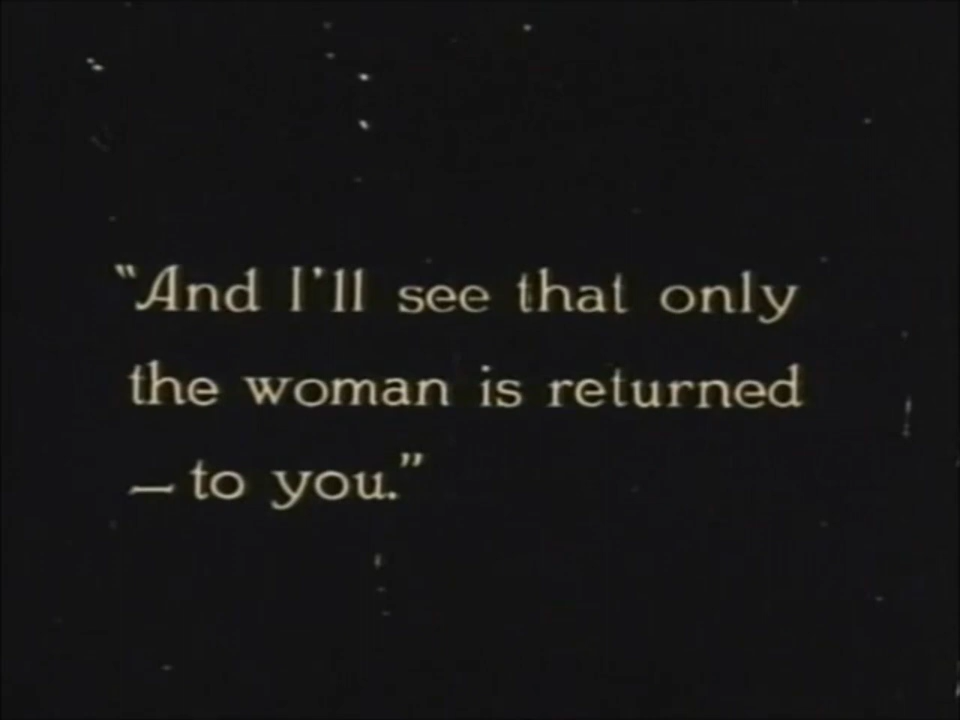 “And I’ll see that only
the woman is returned
— to you.”